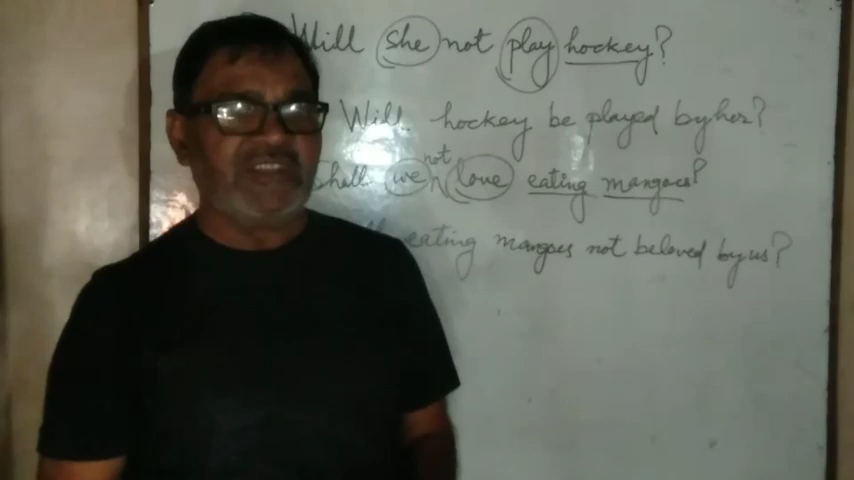 Will she not play hockey?
Will hockey be played by her?
Shall we not love eating mangoes?
eating mangoes not beloved by us?